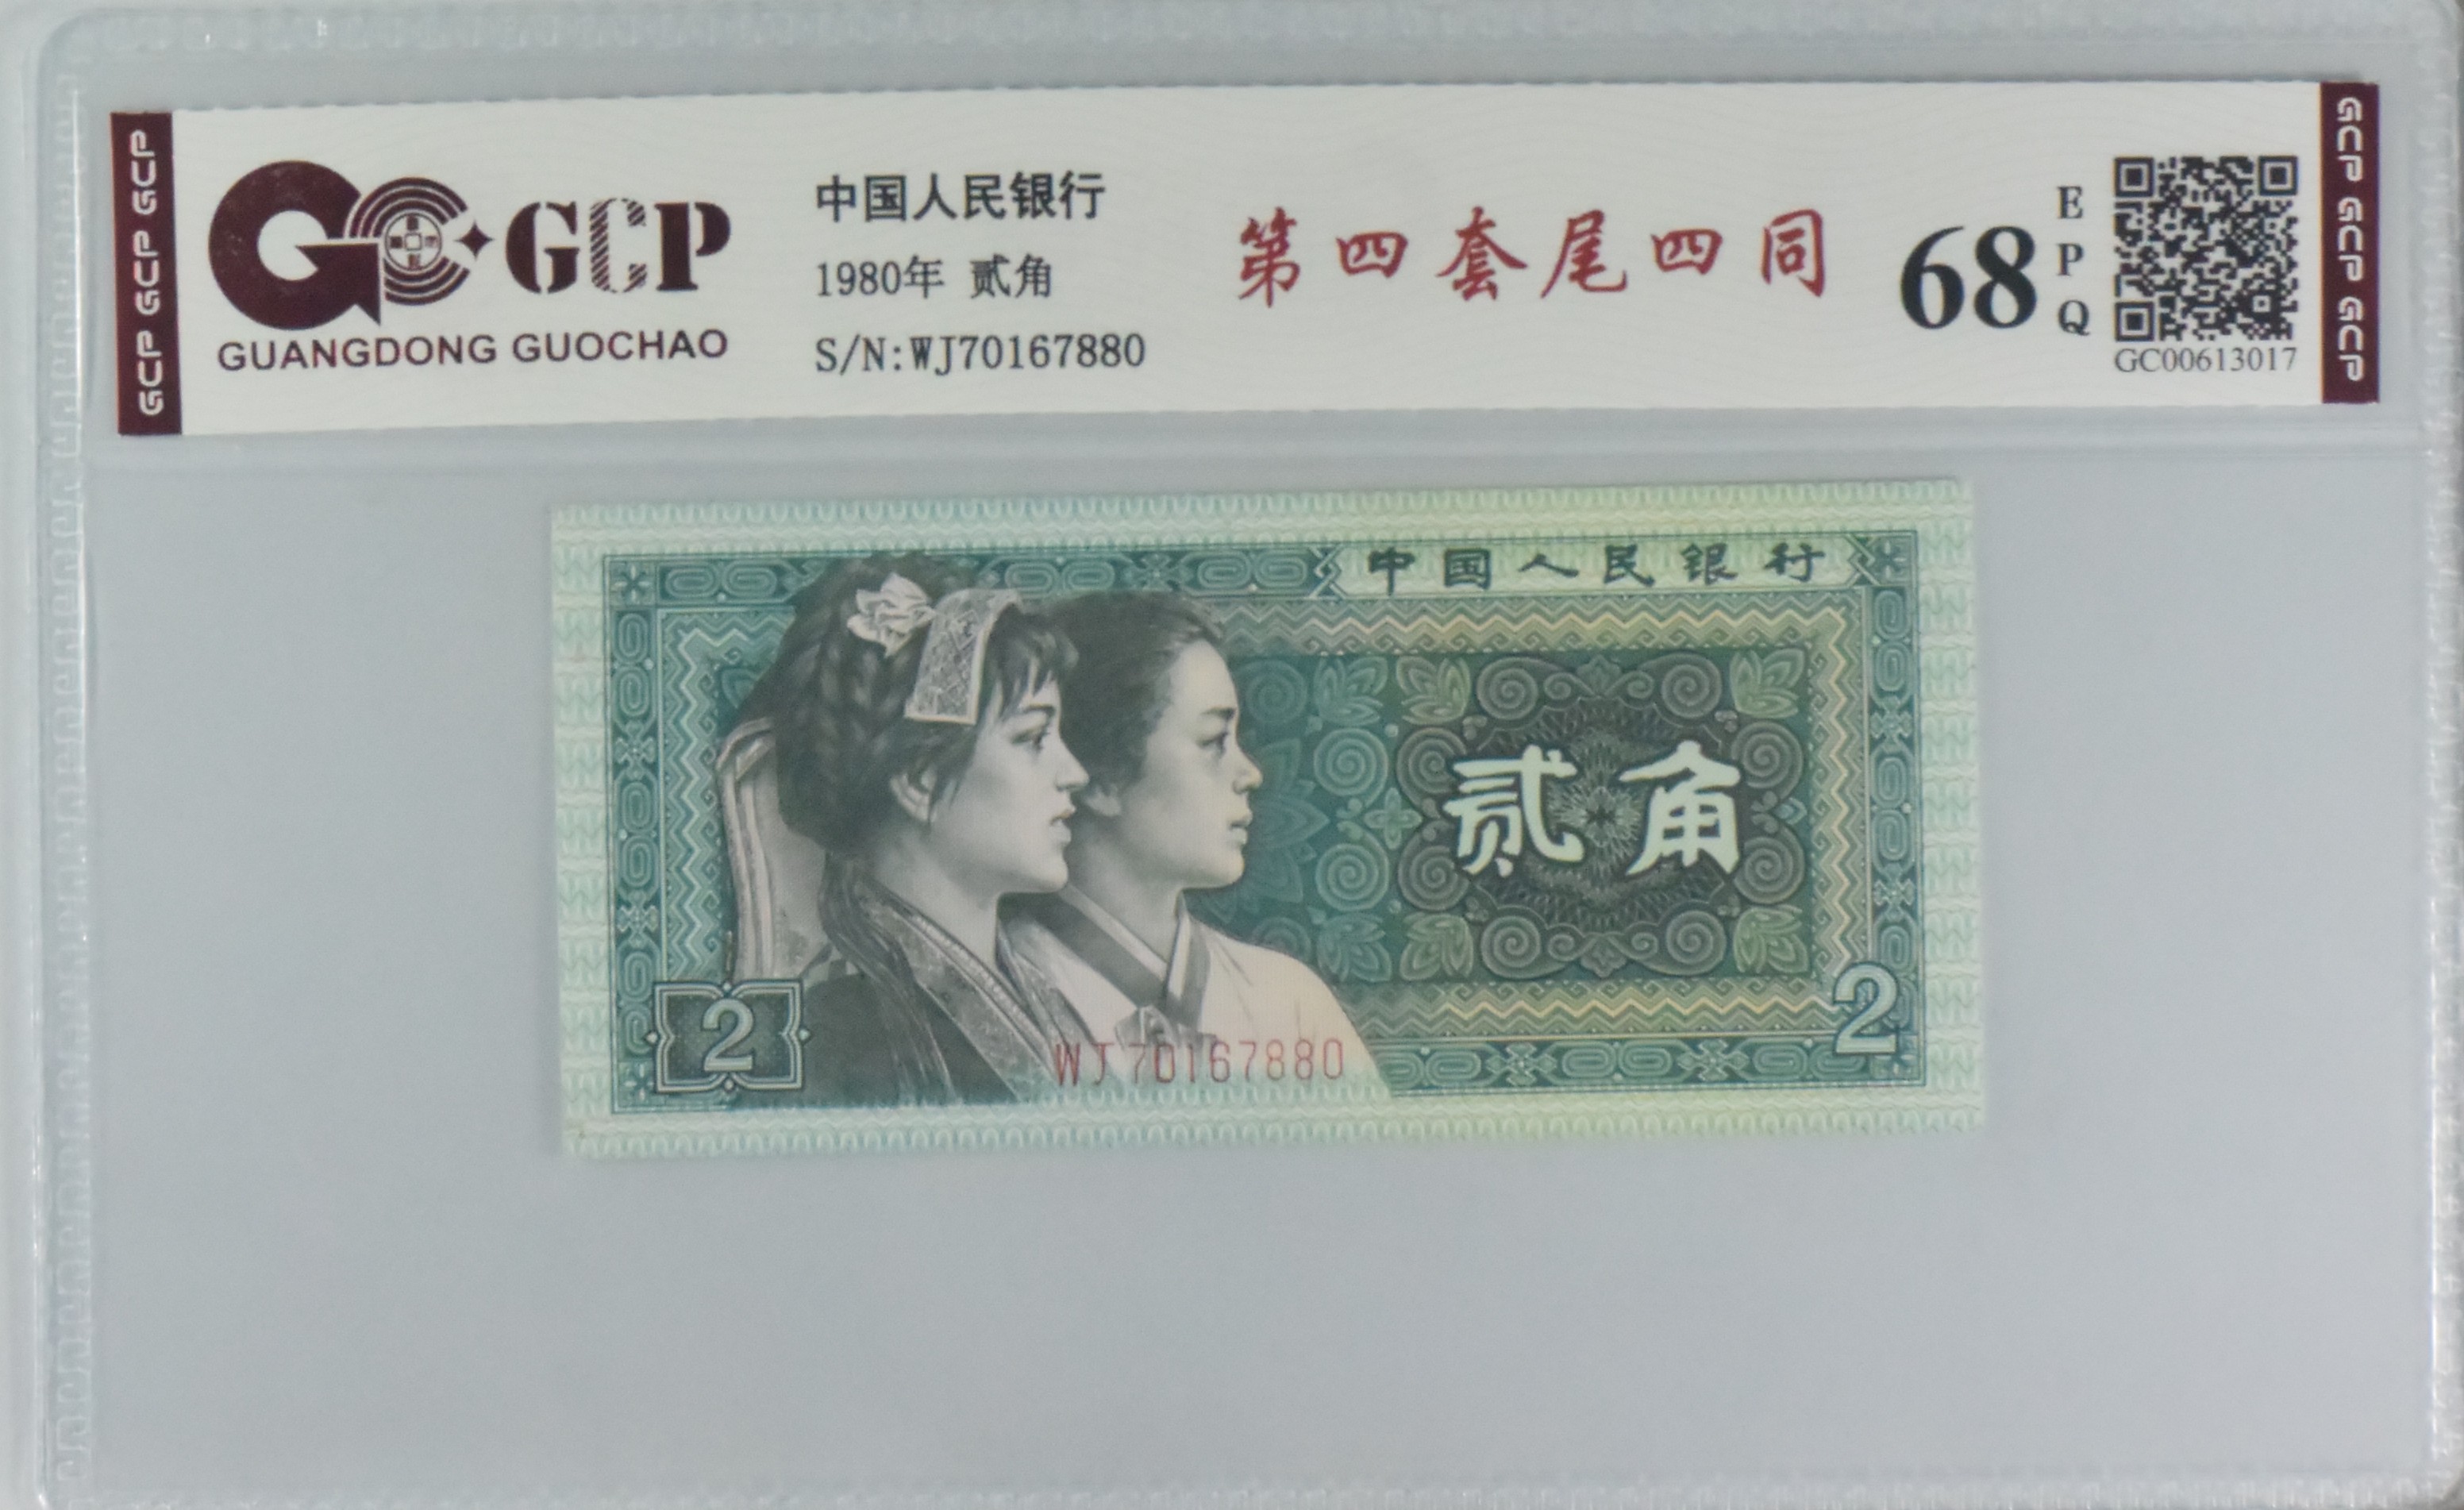 GCP GCP GCP
GCP
GUANGDONG GUOCHAO
中国人民银行
1980年 贰角
S/N:WJ70167880
第四套尾四同
68
EPQ
GC00613017
GCP GCP GCP
中国人民银行
贰角
2
2
WJ70167880